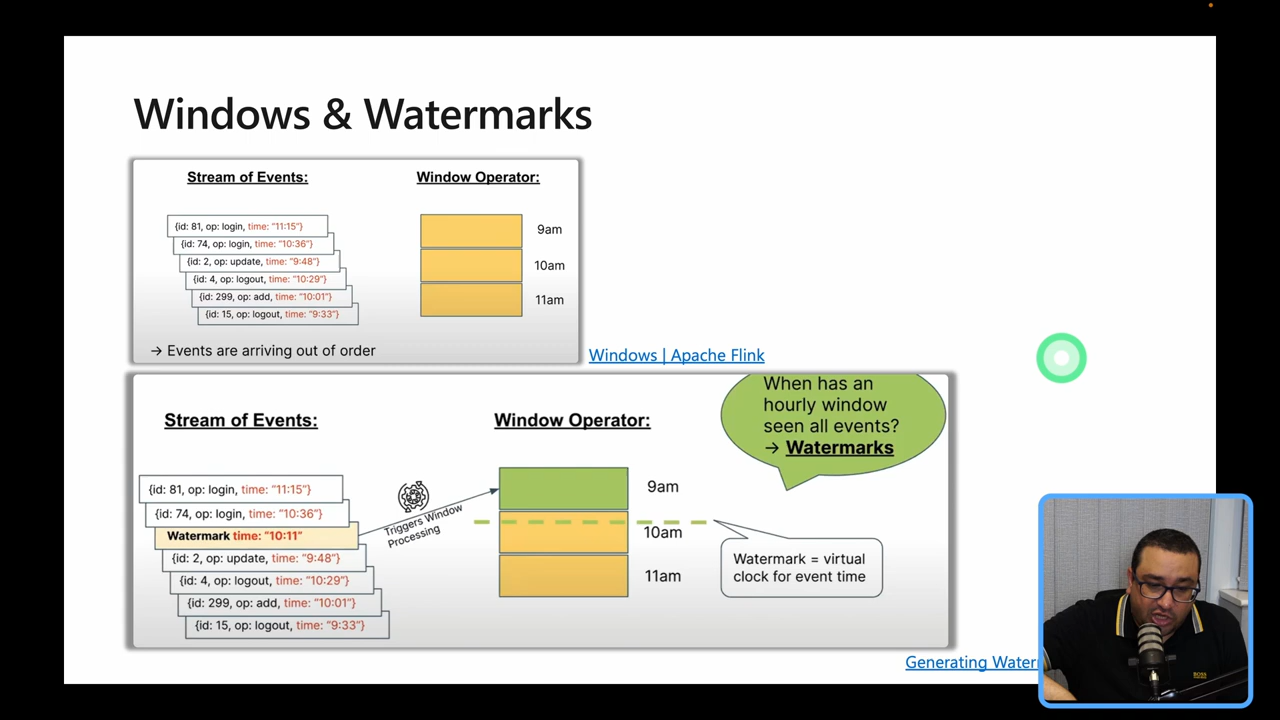 Windows & Watermarks
Stream of Events:
Window Operator:
{id: 81, op: login, time: "11:15"}
{id: 74, op: login, time: "10:36"}
{id: 2, op: update, time: "9:48"}
{id: 4, op: logout, time: "10:29"}
{id: 299, op: add, time: "10:01"}
{id: 15, op: logout, time: "9:33"}
9am
10am
11am
→ Events are arriving out of order
Windows | Apache Flink
Stream of Events:
Window Operator:
When has an
hourly window
seen all events?
→ Watermarks
{id: 81, op: login, time: "11:15"}
{id: 74, op: login, time: "10:36"}
Watermark time: "10:11"
{id: 2, op: update, time: "9:48"}
{id: 4, op: logout, time: "10:29"}
{id: 299, op: add, time: "10:01"}
{id: 15, op: logout, time: "9:33"}
Triggers Window
Processing
9am
10am
11am
Watermark = virtual
clock for event time
Generating Water
BOSS